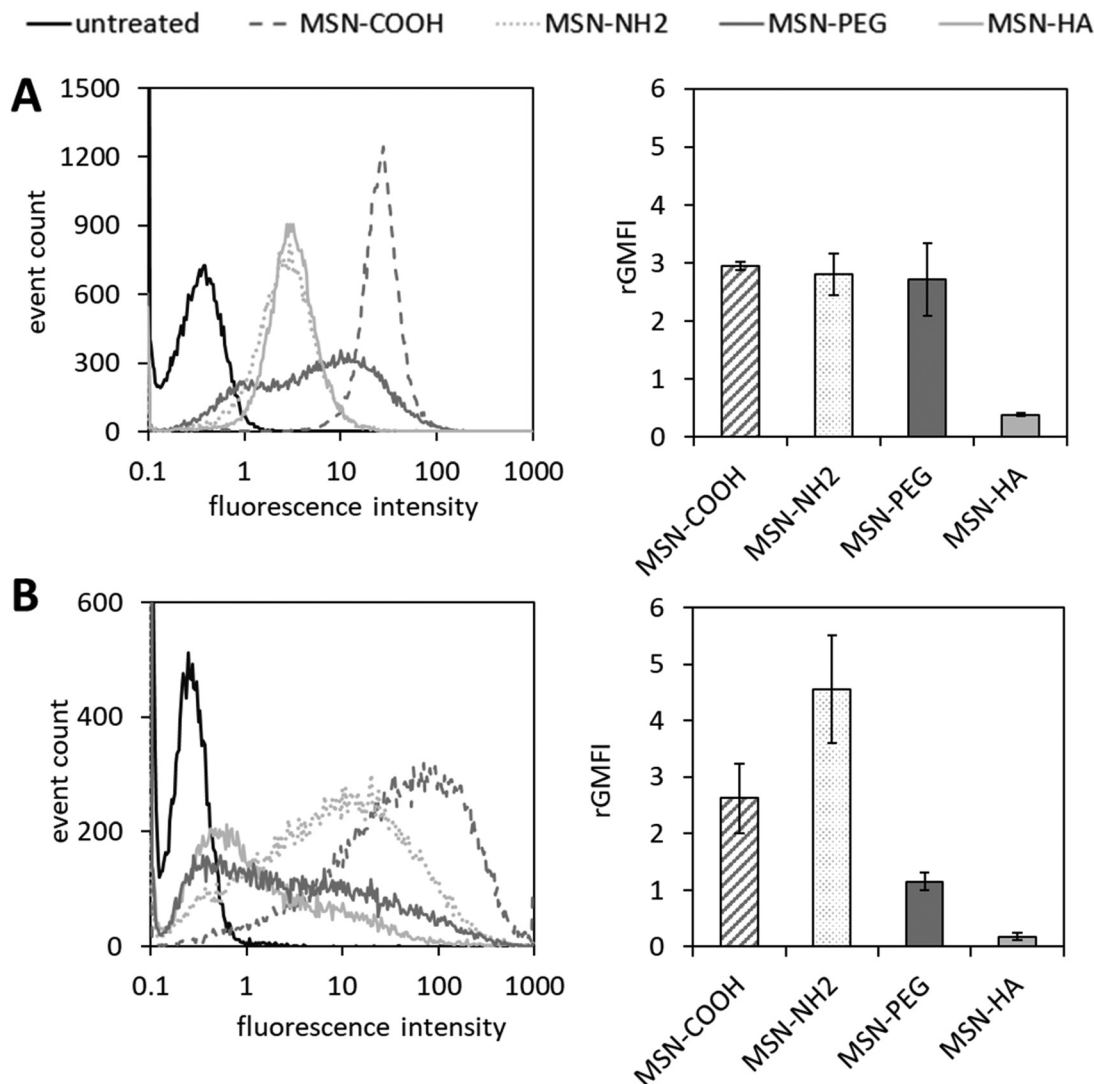 untreated MSN-COOH MSN-NH2 MSN-PEG MSN-HA
A
1500
1200
900
600
300
0
event count
0.1 1 10 100 1000
fluorescence intensity
6
5
4
3
2
1
0
rGMFI
MSN-COOH MSN-NH2 MSN-PEG MSN-HA
B
600
400
200
0
event count
0.1 1 10 100 1000
fluorescence intensity
6
5
4
3
2
1
0
rGMFI
MSN-COOH MSN-NH2 MSN-PEG MSN-HA